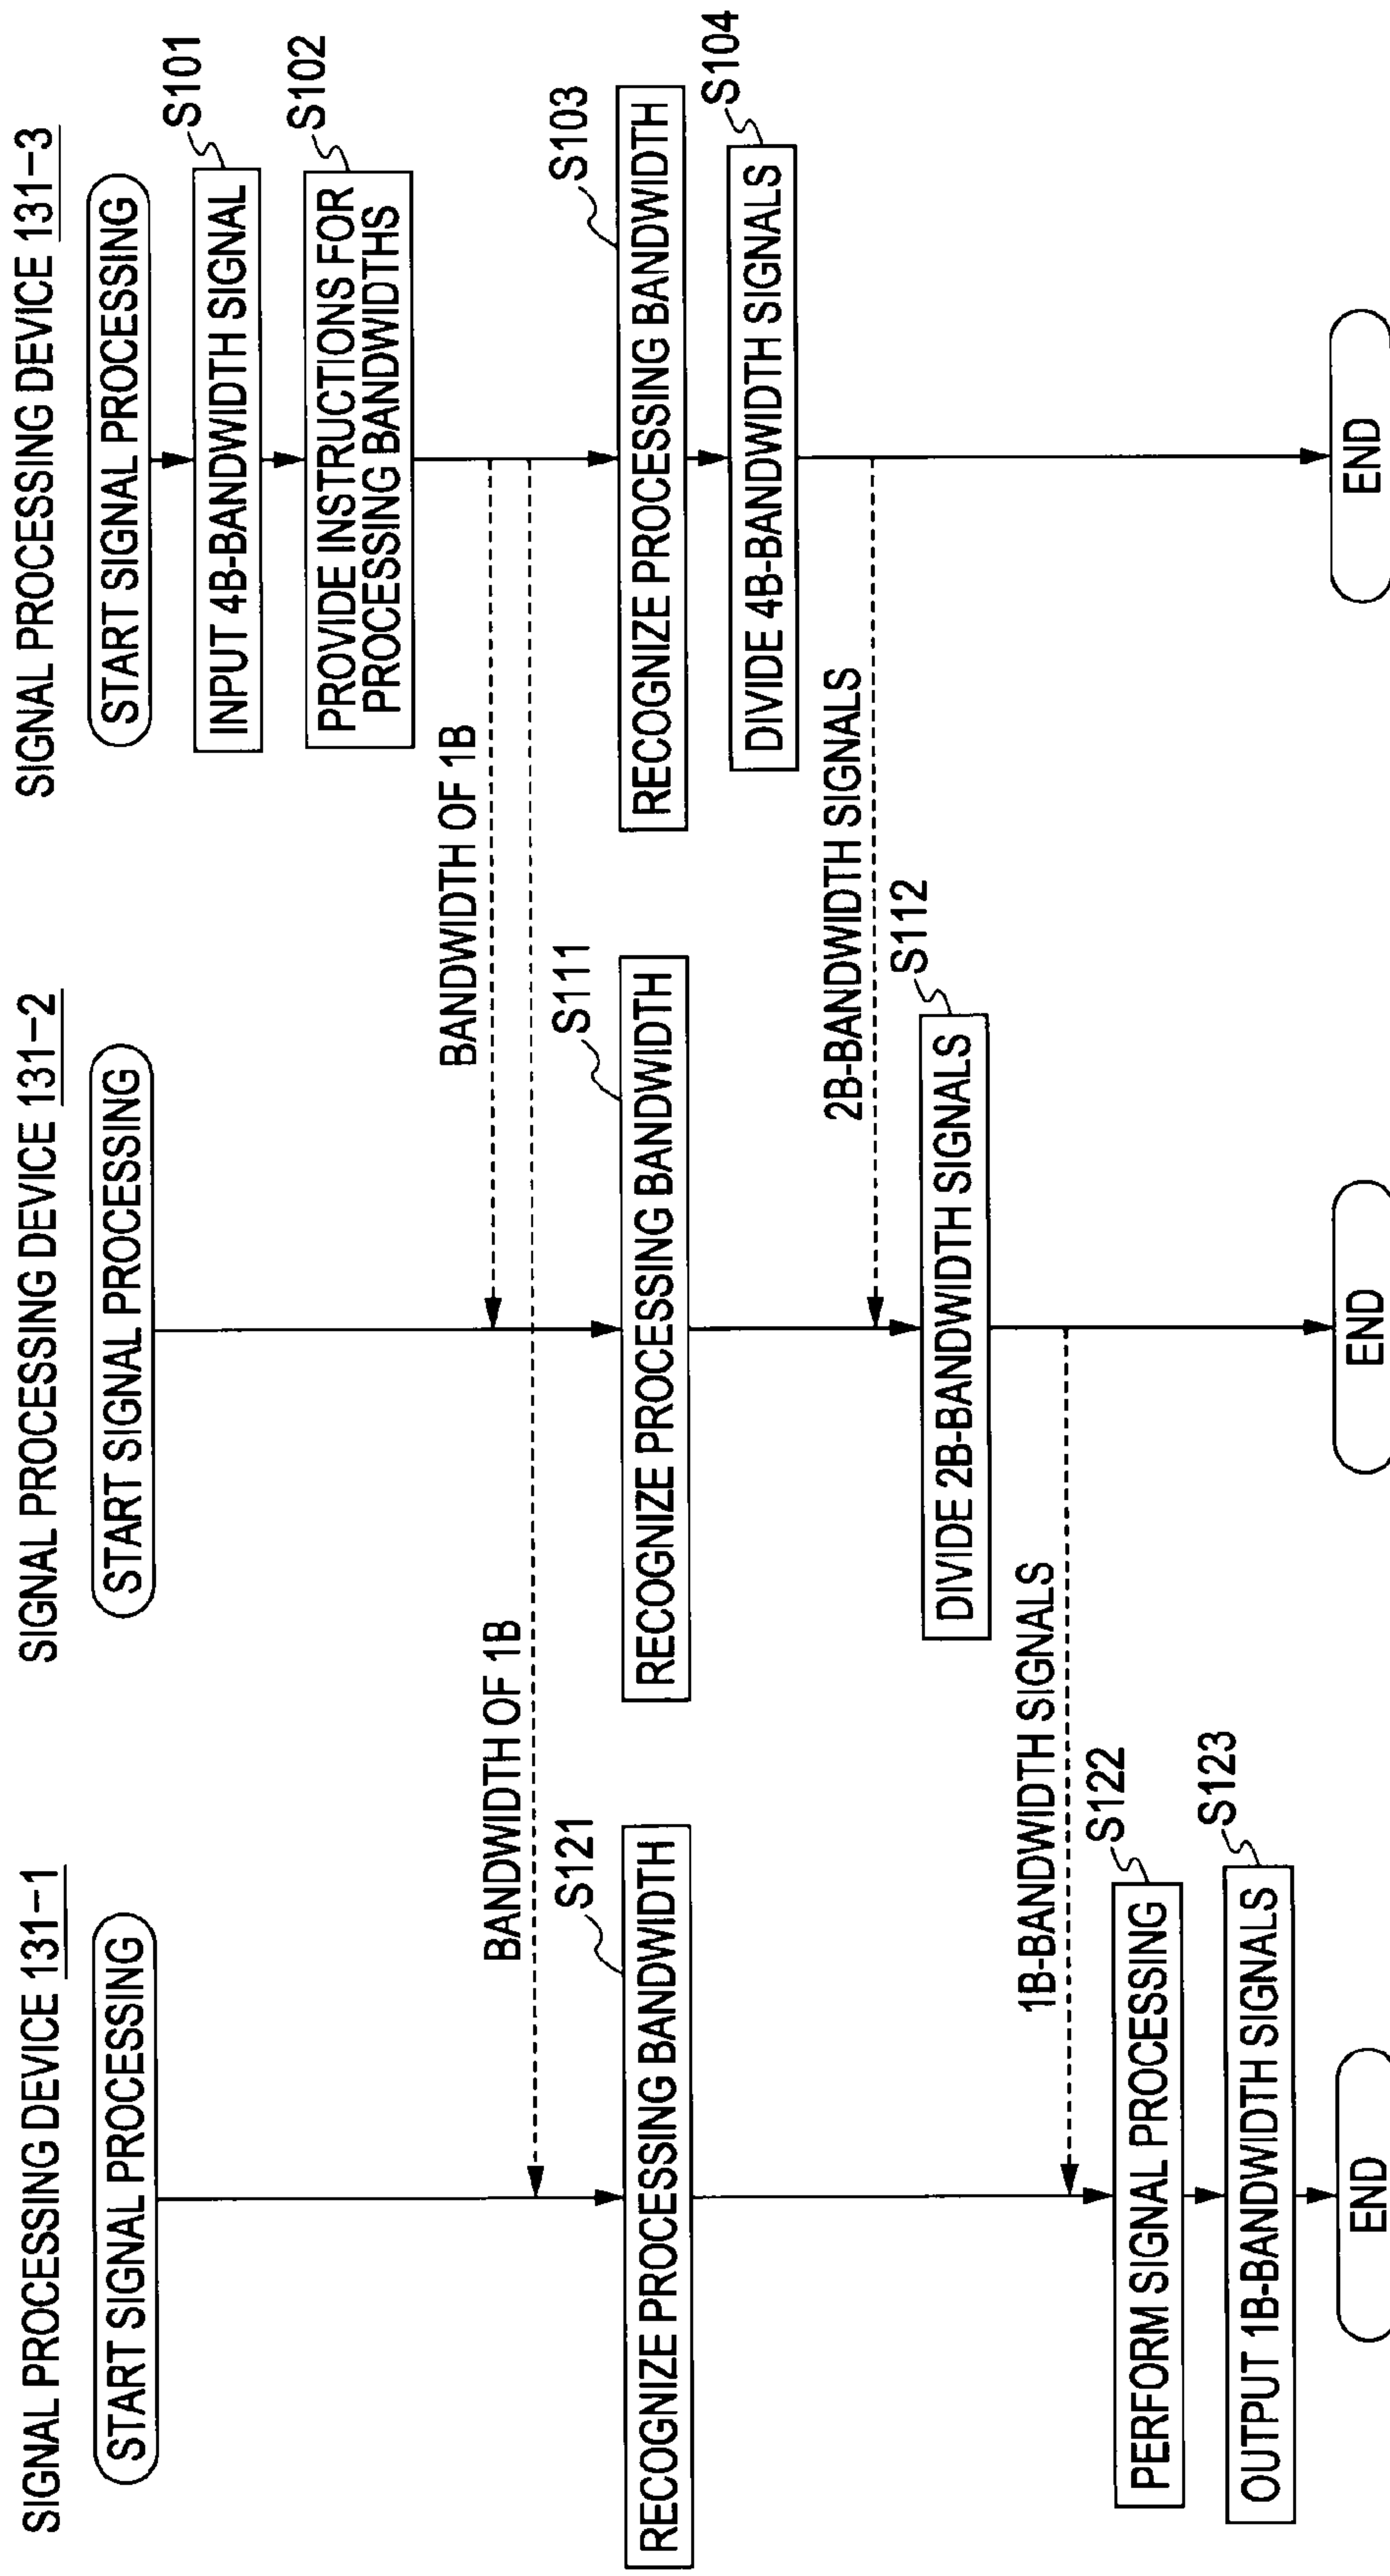 SIGNAL PROCESSING DEVICE 131-1
START SIGNAL PROCESSING
BANDWIDTH OF 1B
S121
RECOGNIZE PROCESSING BANDWIDTH
1B-BANDWIDTH SIGNALS
S122
PERFORM SIGNAL PROCESSING
S123
OUTPUT 1B-BANDWIDTH SIGNALS
END
SIGNAL PROCESSING DEVICE 131-2
START SIGNAL PROCESSING
BANDWIDTH OF 1B
S111
RECOGNIZE PROCESSING BANDWIDTH
2B-BANDWIDTH SIGNALS
S112
DIVIDE 2B-BANDWIDTH SIGNALS
END
SIGNAL PROCESSING DEVICE 131-3
START SIGNAL PROCESSING
S101
INPUT 4B-BANDWIDTH SIGNAL
S102
PROVIDE INSTRUCTIONS FOR
PROCESSING BANDWIDTHS
S103
RECOGNIZE PROCESSING BANDWIDTH
S104
DIVIDE 4B-BANDWIDTH SIGNALS
END